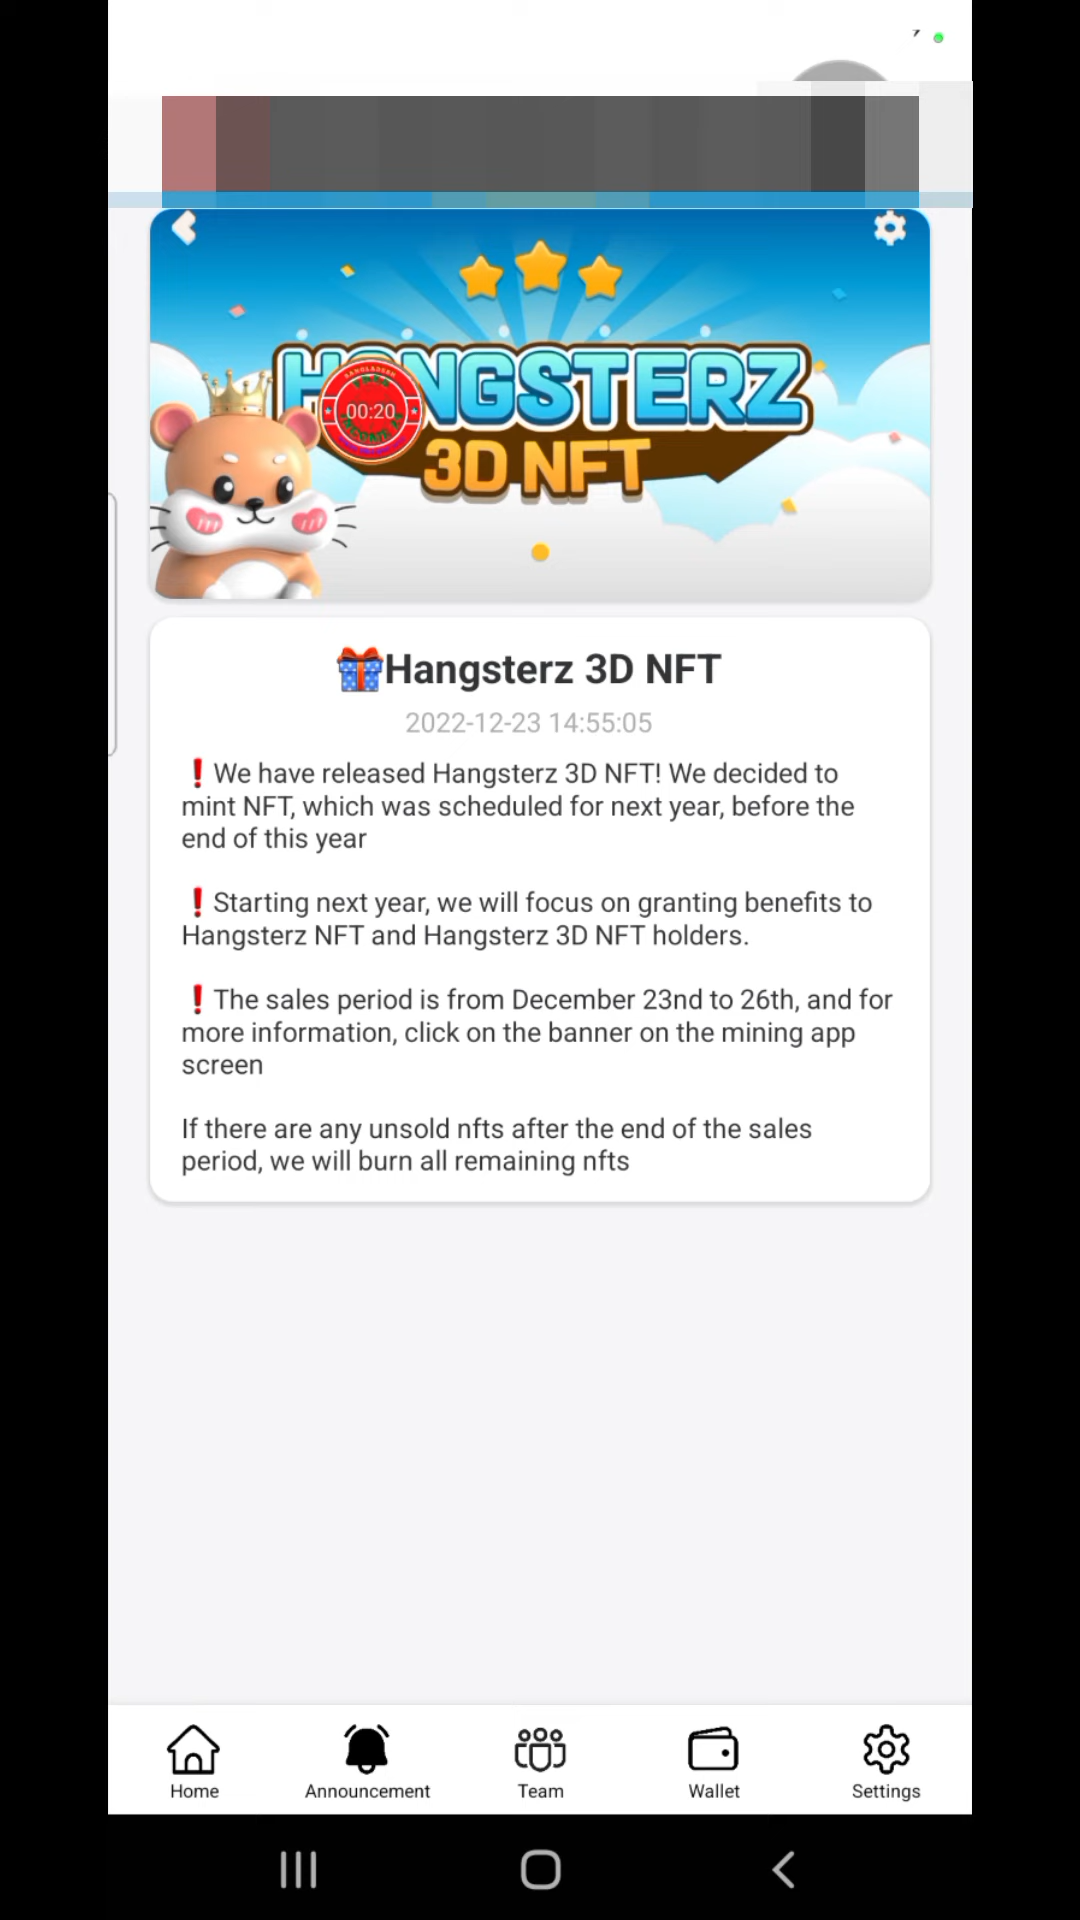 HANGSTERZ
BANGLADESH
FREE
00:20
INCOME
3D NFT
🎁Hangsterz 3D NFT
2022-12-23 14:55:05
❗We have released Hangsterz 3D NFT! We decided to
mint NFT, which was scheduled for next year, before the
end of this year
❗Starting next year, we will focus on granting benefits to
Hangsterz NFT and Hangsterz 3D NFT holders.
❗The sales period is from December 23nd to 26th, and for
more information, click on the banner on the mining app
screen
If there are any unsold nfts after the end of the sales
period, we will burn all remaining nfts
Home
Announcement
Team
Wallet
Settings